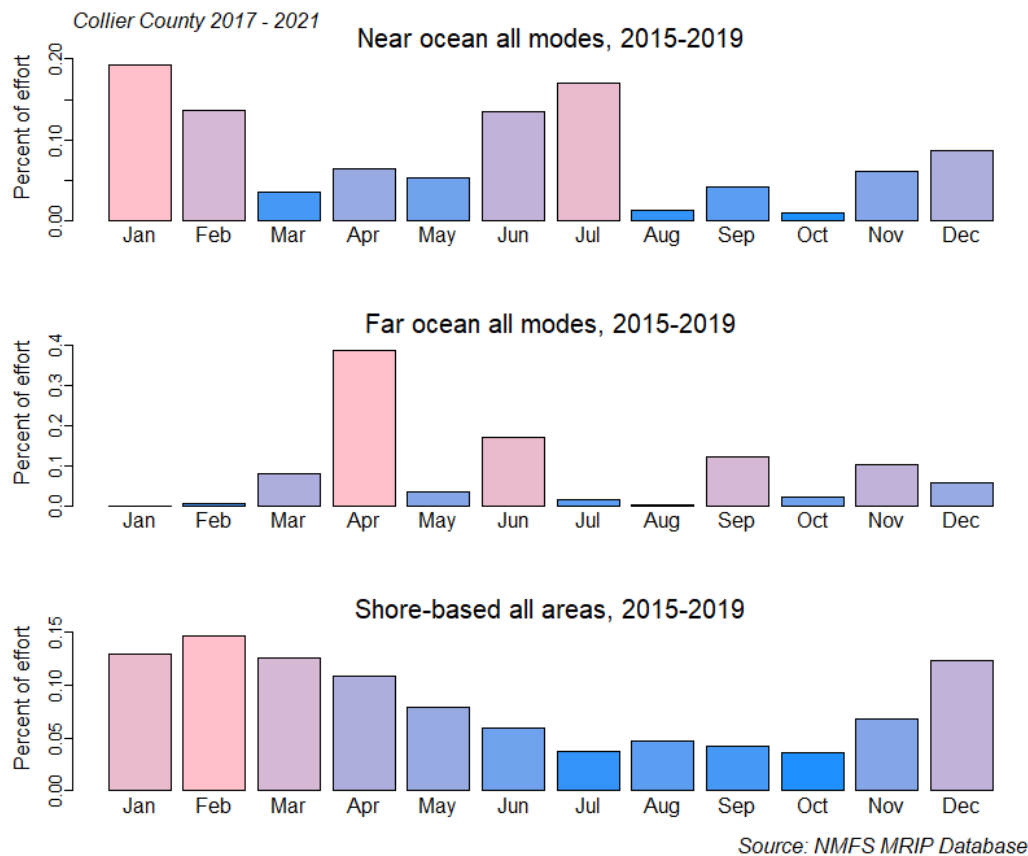 Collier County 2017 - 2021
Near ocean all modes, 2015-2019
Percent of effort
0.20
0.10
0.00
Jan Feb Mar Apr May Jun Jul Aug Sep Oct Nov Dec
Far ocean all modes, 2015-2019
Percent of effort
0.4
0.3
0.2
0.1
0.0
Jan Feb Mar Apr May Jun Jul Aug Sep Oct Nov Dec
Shore-based all areas, 2015-2019
Percent of effort
0.15
0.10
0.05
0.00
Jan Feb Mar Apr May Jun Jul Aug Sep Oct Nov Dec
Source: NMFS MRIP Database